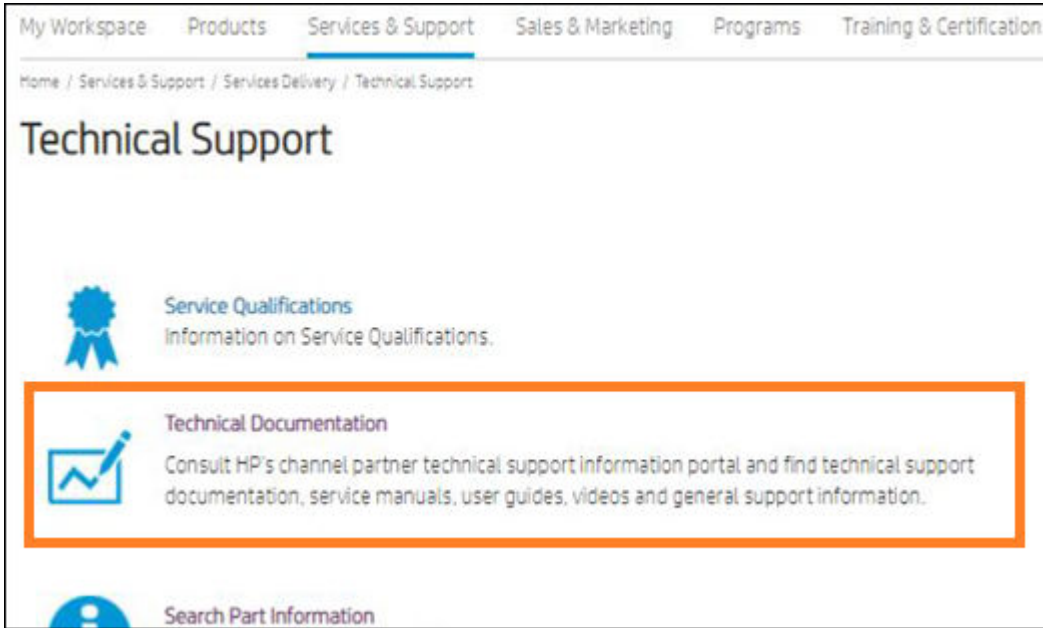 My Workspace Products Services & Support Sales & Marketing Programs Training & Certification
Home / Services & Support / Services Delivery / Technical Support
Technical Support
Service Qualifications
Information on Service Qualifications.
Technical Documentation
Consult HP's channel partner technical support information portal and find technical support
documentation, service manuals, user guides, videos and general support information.
Search Part Information